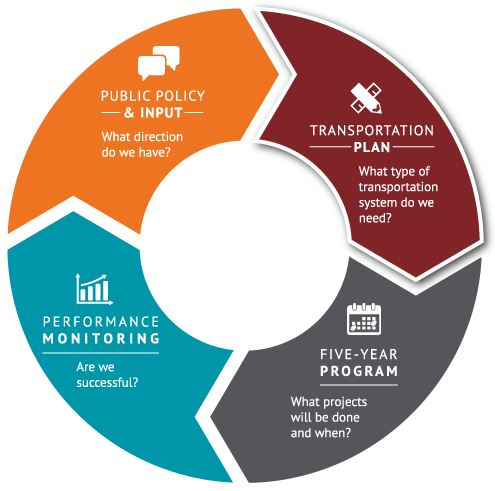 PUBLIC POLICY
& INPUT
What direction
do we have?
TRANSPORTATION
PLAN
What type of
transportation
system do we
need?
FIVE-YEAR
PROGRAM
What projects
will be done
and when?
PERFORMANCE
MONITORING
Are we
successful?